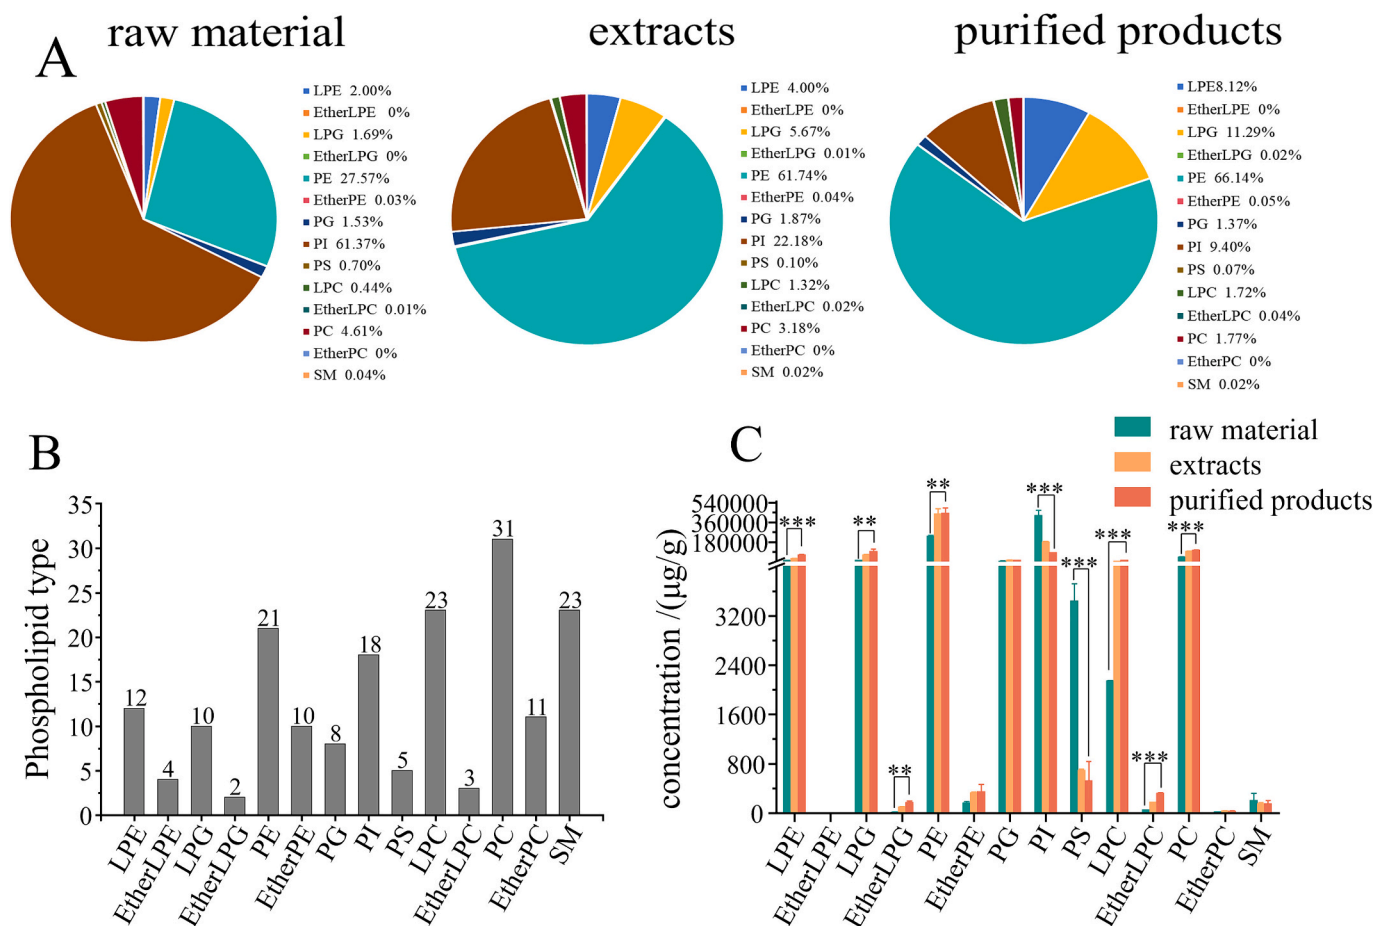 A
raw material
LPE 2.00%
EtherLPE 0%
LPG 1.69%
EtherLPG 0%
PE 27.57%
EtherPE 0.03%
PG 1.53%
PI 61.37%
PS 0.70%
LPC 0.44%
EtherLPC 0.01%
PC 4.61%
EtherPC 0%
SM 0.04%
extracts
LPE 4.00%
EtherLPE 0%
LPG 5.67%
EtherLPG 0.01%
PE 61.74%
EtherPE 0.04%
PG 1.87%
PI 22.18%
PS 0.10%
LPC 1.32%
EtherLPC 0.02%
PC 3.18%
EtherPC 0%
SM 0.02%
purified products
LPE8.12%
EtherLPE 0%
LPG 11.29%
EtherLPG 0.02%
PE 66.14%
EtherPE 0.05%
PG 1.37%
PI 9.40%
PS 0.07%
LPC 1.72%
EtherLPC 0.04%
PC 1.77%
EtherPC 0%
SM 0.02%
B
Phospholipid type
35
30
25
20
15
10
5
0
12
4
10
2
21
10
8
18
5
23
3
31
11
23
LPE
EtherLPE
LPG
EtherLPG
PE
EtherPE
PG
PI
PS
LPC
EtherLPC
PC
EtherPC
SM
C
raw material
extracts
purified products
concentration /(μg/g)
540000
360000
180000
3200
2400
1600
800
0
***
**
**
**
***
***
***
***
***
LPE
EtherLPE
LPG
EtherLPG
PE
EtherPE
PG
PI
PS
LPC
EtherLPC
PC
EtherPC
SM